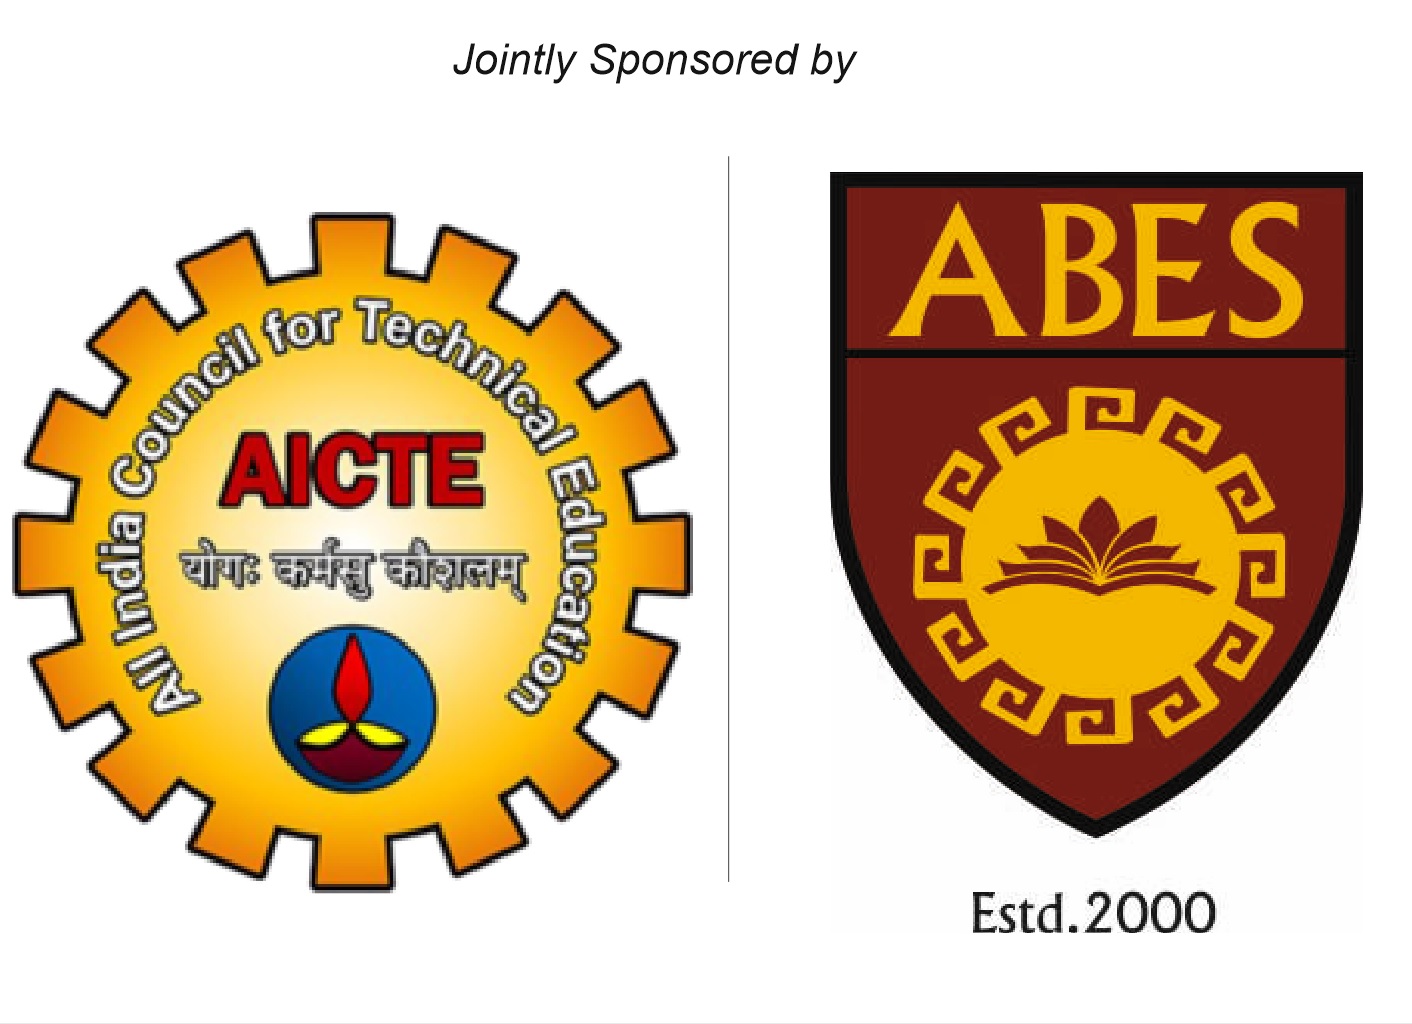 Jointly Sponsored by
All India Council for Technical Education
AICTE
योगः कर्मसु कौशलम्
ABES
Estd.2000